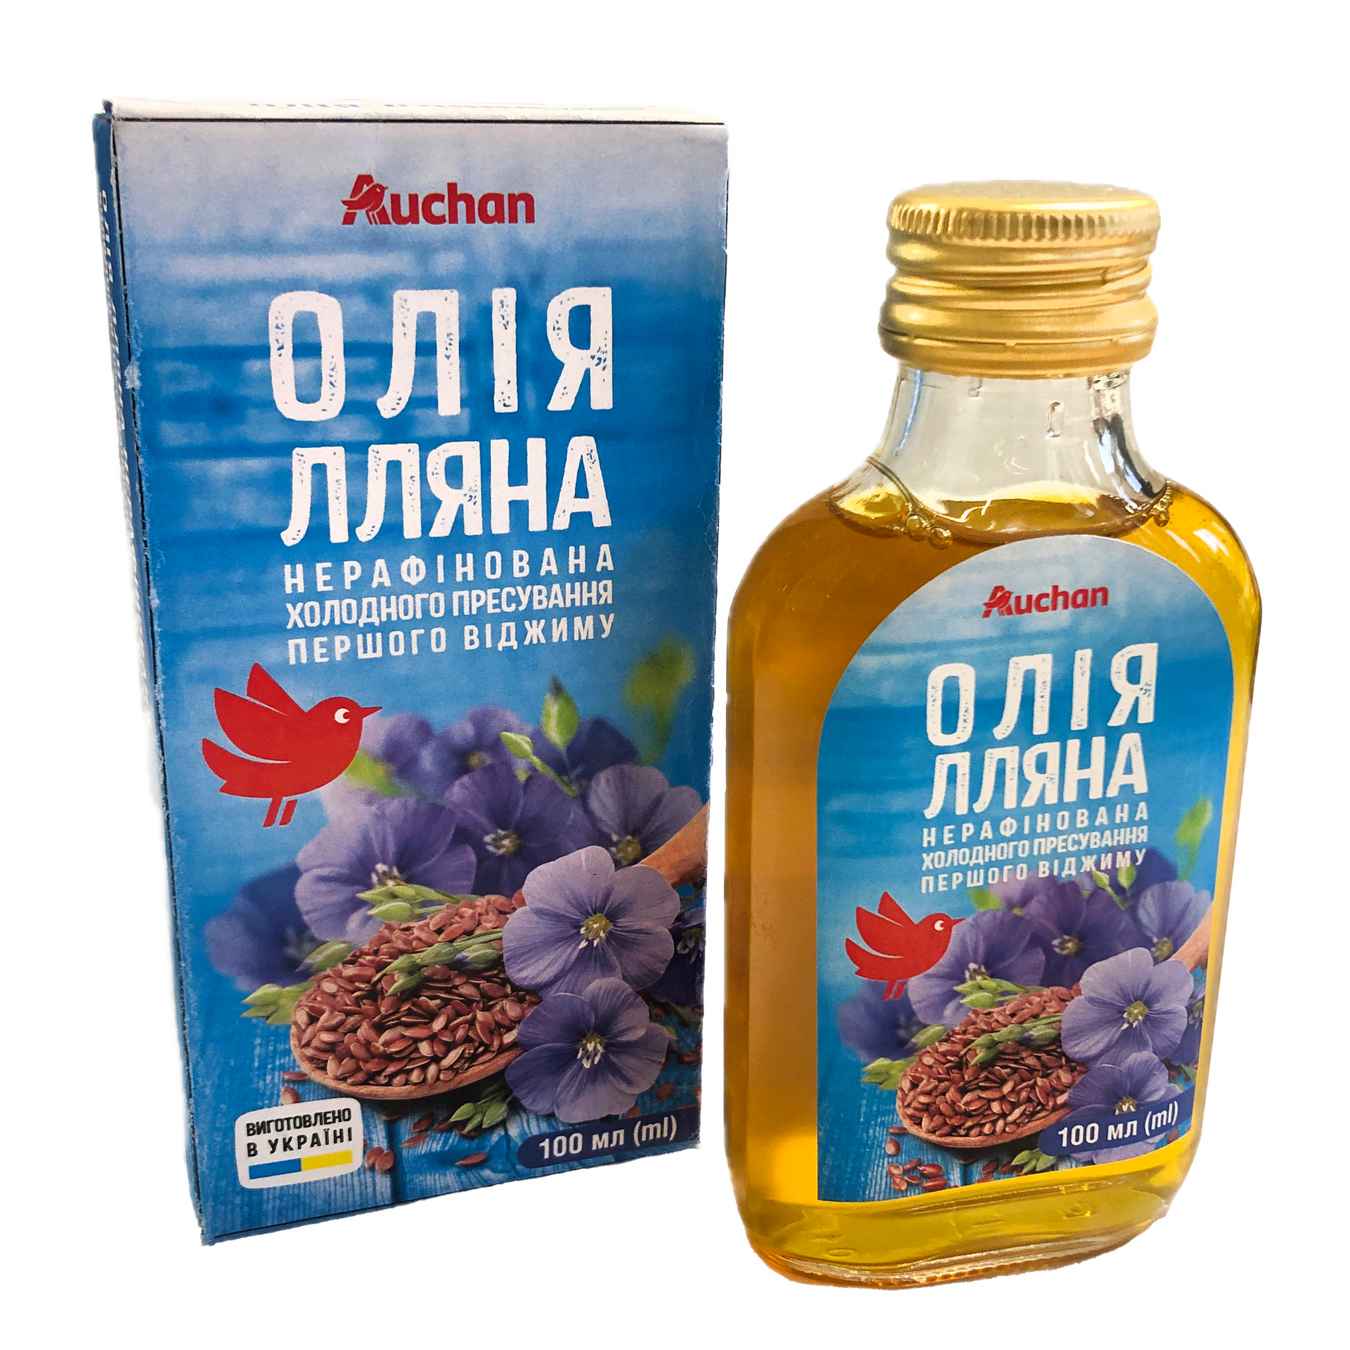 Auchan
ОЛІЯ
ЛЛЯНА
НЕРАФІНОВАНА
ХОЛОДНОГО ПРЕСУВАННЯ
ПЕРШОГО ВІДЖИМУ
ВИГОТОВЛЕНО
В УКРАЇНІ
100 мл (ml)
Auchan
ОЛІЯ
ЛЛЯНА
НЕРАФІНОВАНА
ХОЛОДНОГО ПРЕСУВАННЯ
ПЕРШОГО ВІДЖИМУ
100 мл (ml)